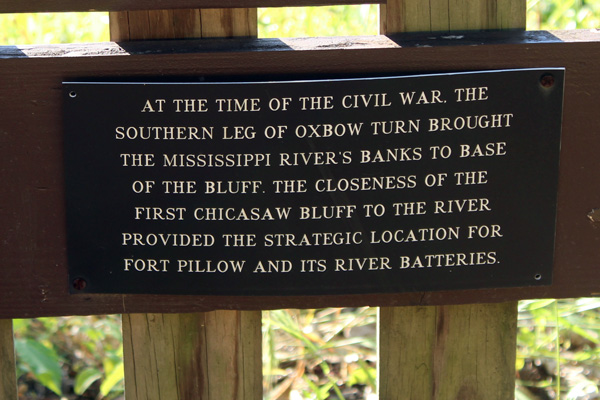 AT THE TIME OF THE CIVIL WAR, THE
SOUTHERN LEG OF OXBOW TURN BROUGHT
THE MISSISSIPPI RIVER'S BANKS TO BASE
OF THE BLUFF. THE CLOSENESS OF THE
FIRST CHICASAW BLUFF TO THE RIVER
PROVIDED THE STRATEGIC LOCATION FOR
FORT PILLOW AND ITS RIVER BATTERIES.